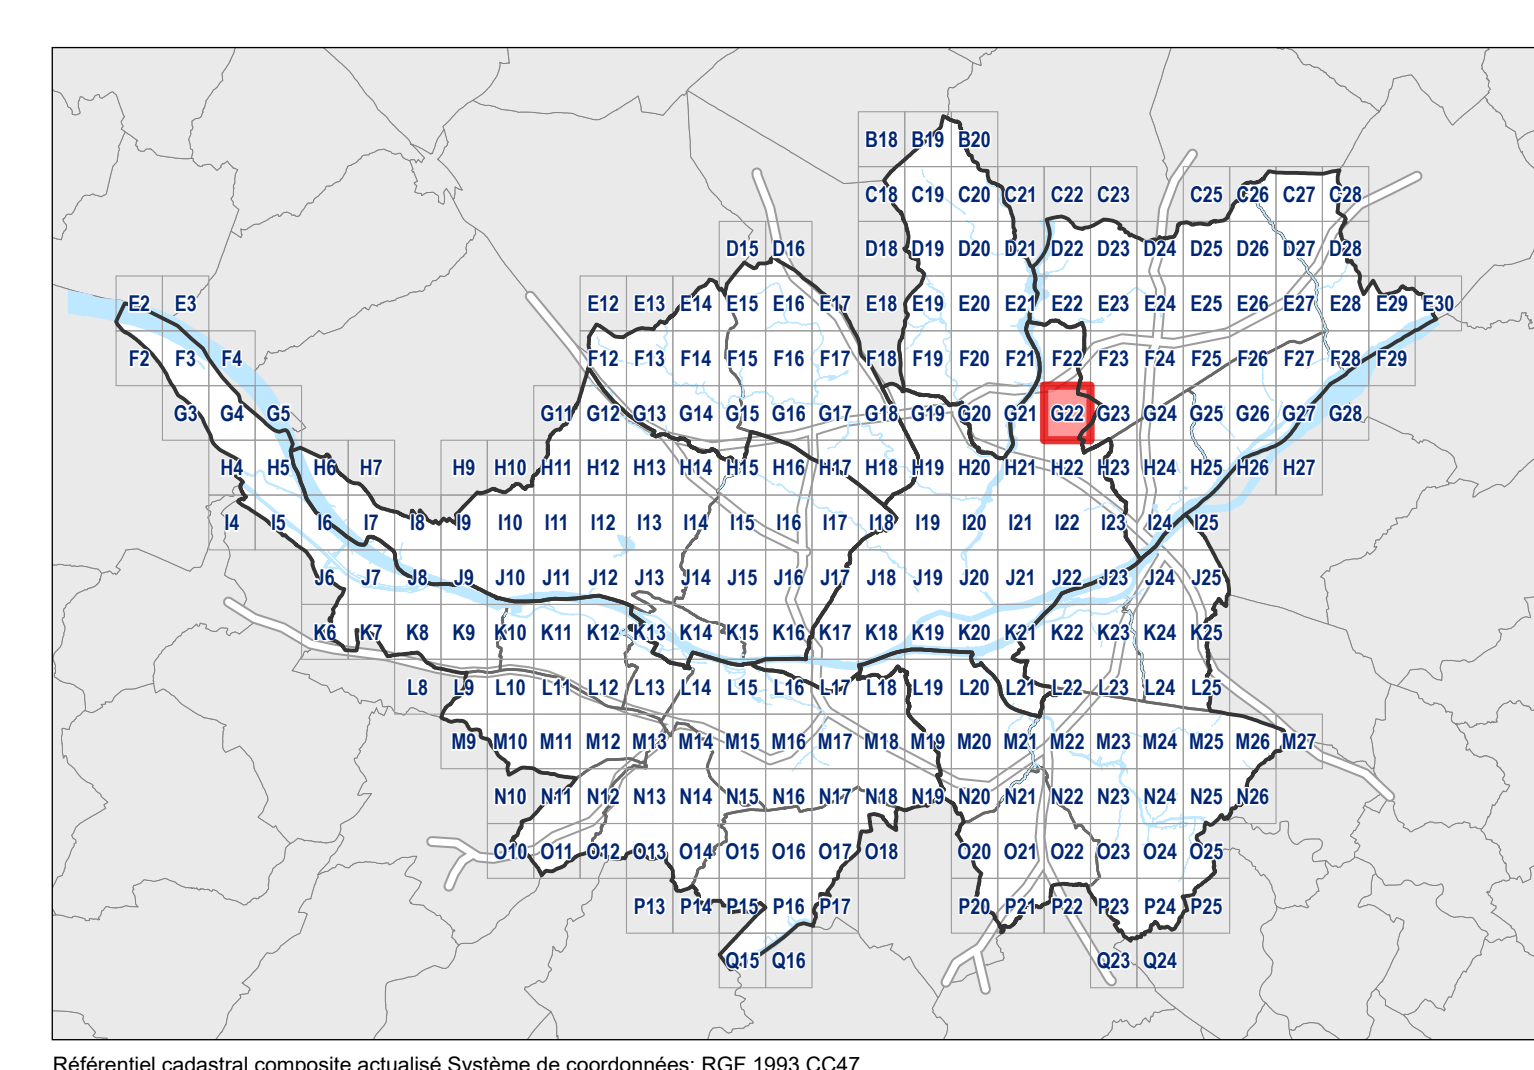 B18 B19 B20
C18 C19 C20 C21 C22 C23 C25 C26 C27 C28
D15 D16 D18 D19 D20 D21 D22 D23 D24 D25 D26 D27 D28
E2 E3 E12 E13 E14 E15 E16 E17 E18 E19 E20 E21 E22 E23 E24 E25 E26 E27 E28 E29 E30
F2 F3 F4 F12 F13 F14 F15 F16 F17 F18 F19 F20 F21 F22 F23 F24 F25 F26 F27 F28 F29
G3 G4 G5 G11 G12 G13 G14 G15 G16 G17 G18 G19 G20 G21 G22 G23 G24 G25 G26 G27 G28
H4 H5 H6 H7 H9 H10 H11 H12 H13 H14 H15 H16 H17 H18 H19 H20 H21 H22 H23 H24 H25 H26 H27
I4 I5 I6 I7 I8 I9 I10 I11 I12 I13 I14 I15 I16 I17 I18 I19 I20 I21 I22 I23 I24 I25
J6 J7 J8 J9 J10 J11 J12 J13 J14 J15 J16 J17 J18 J19 J20 J21 J22 J23 J24 J25
K6 K7 K8 K9 K10 K11 K12 K13 K14 K15 K16 K17 K18 K19 K20 K21 K22 K23 K24 K25
L8 L9 L10 L11 L12 L13 L14 L15 L16 L17 L18 L19 L20 L21 L22 L23 L24 L25
M9 M10 M11 M12 M13 M14 M15 M16 M17 M18 M19 M20 M21 M22 M23 M24 M25 M26 M27
N10 N11 N12 N13 N14 N15 N16 N17 N18 N19 N20 N21 N22 N23 N24 N25 N26
O10 O11 O12 O13 O14 O15 O16 O17 O18 O20 O21 O22 O23 O24 O25
P13 P14 P15 P16 P17 P20 P21 P22 P23 P24 P25
Q15 Q16 Q23 Q24
Référentiel cadastral composite actualisé Système de coordonnées: RGF 1993 CC47